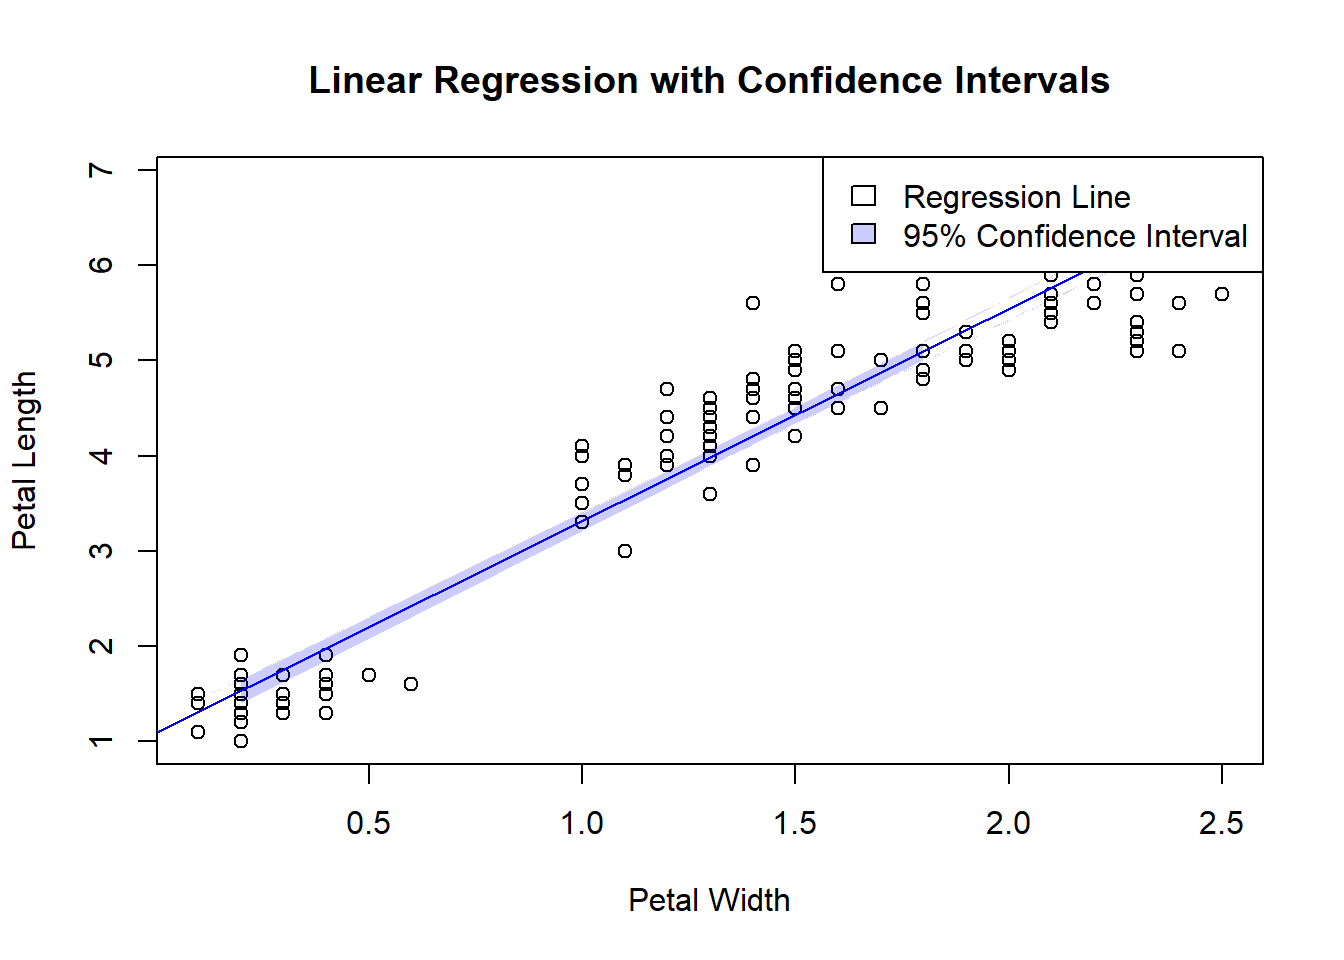 Linear Regression with Confidence Intervals
Regression Line
95% Confidence Interval
7
6
5
4
3
2
1
Petal Length
0.5 1.0 1.5 2.0 2.5
Petal Width